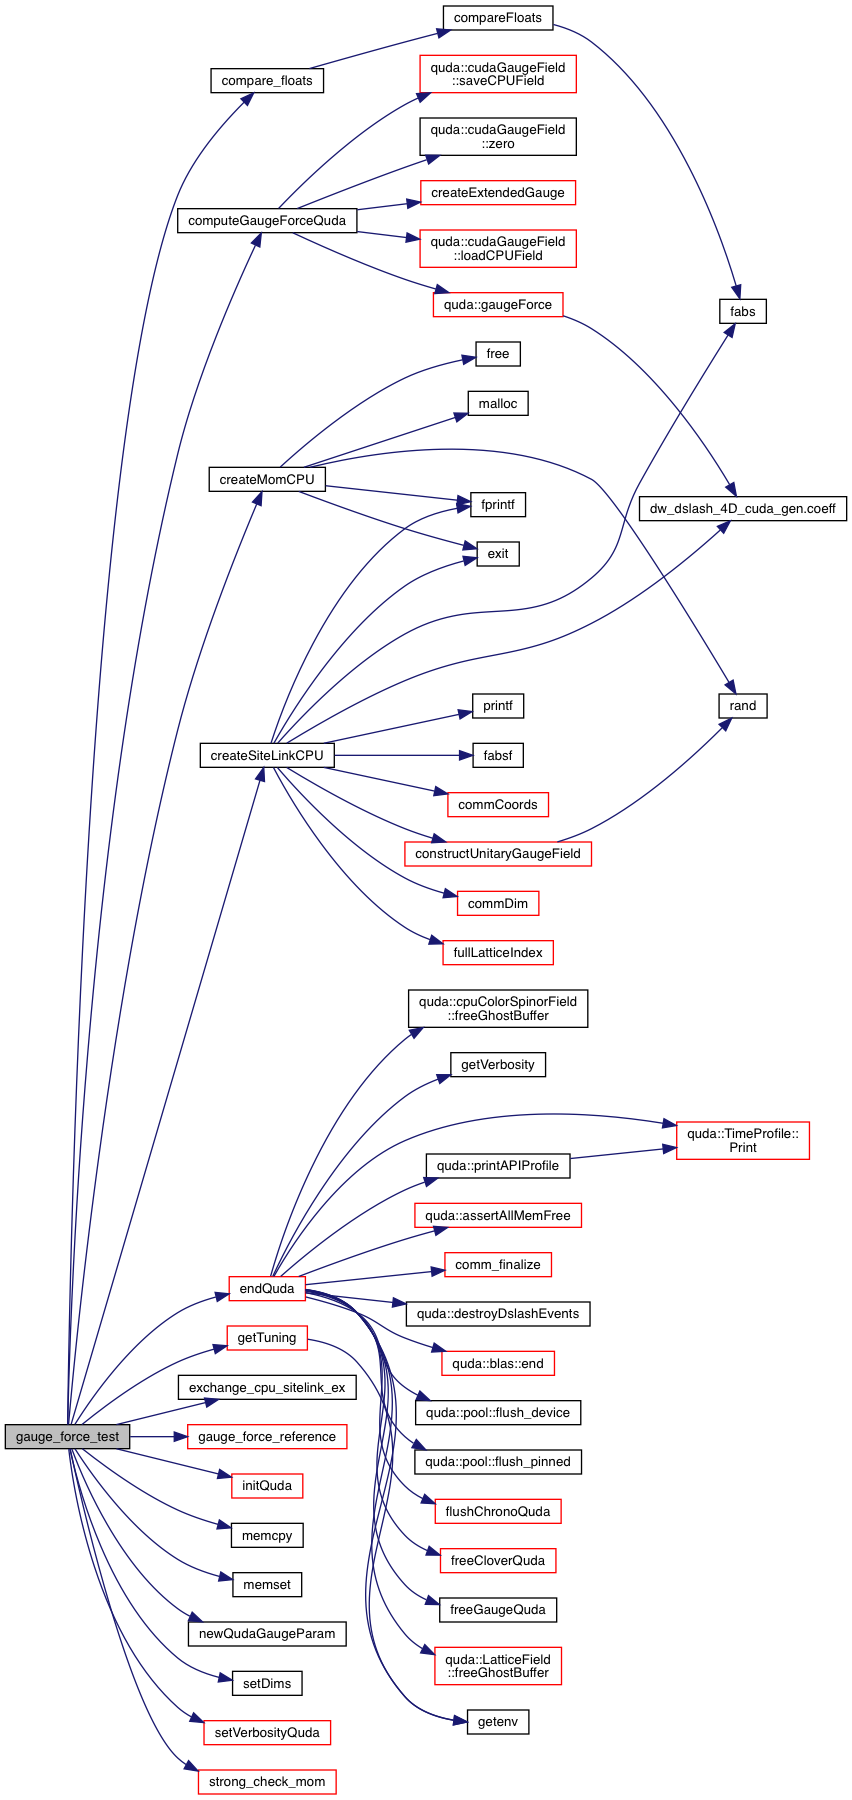 compareFloats
compare_floats
quda::cudaGaugeField
::saveCPUField
quda::cudaGaugeField
::zero
createExtendedGauge
computeGaugeForceQuda
quda::cudaGaugeField
::loadCPUField
quda::gaugeForce
fabs
free
malloc
createMomCPU
fprintf
dw_dslash_4D_cuda_gen.coeff
exit
printf
rand
createSiteLinkCPU
fabsf
commCoords
constructUnitaryGaugeField
commDim
fullLatticeIndex
quda::cpuColorSpinorField
::freeGhostBuffer
getVerbosity
quda::TimeProfile::
Print
quda::printAPIProfile
quda::assertAllMemFree
comm_finalize
endQuda
quda::destroyDslashEvents
getTuning
quda::blas::end
exchange_cpu_sitelink_ex
quda::pool::flush_device
gauge_force_test
gauge_force_reference
quda::pool::flush_pinned
initQuda
flushChronoQuda
memcpy
freeCloverQuda
memset
freeGaugeQuda
newQudaGaugeParam
quda::LatticeField
::freeGhostBuffer
setDims
getenv
setVerbosityQuda
strong_check_mom